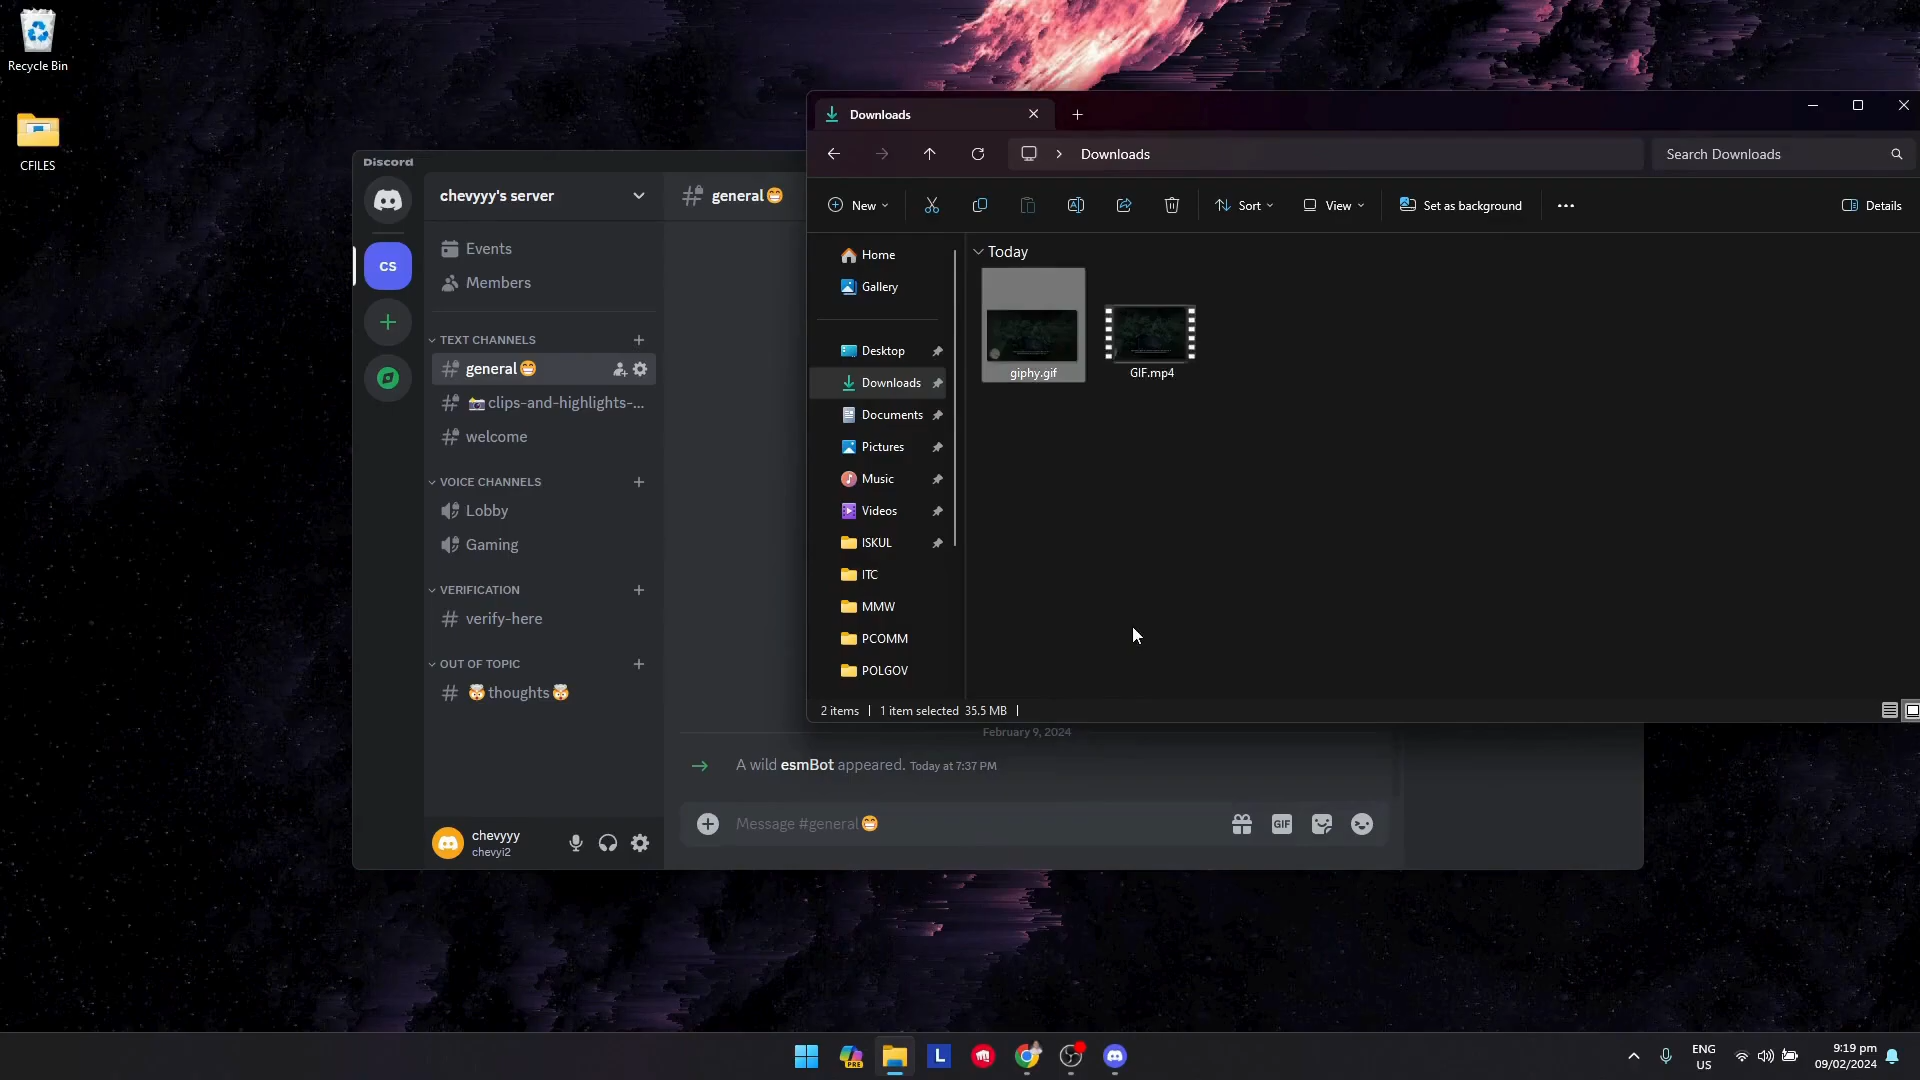 Recycle Bin
CFILES
Discord
CS
chevyyy's server
Events
Members
TEXT CHANNELS
general😁
📸clips-and-highlights-...
welcome
VOICE CHANNELS
Lobby
Gaming
VERIFICATION
verify-here
OUT OF TOPIC
🤯thoughts🤯
chevyyy
chevyi2
general😁
February 9, 2024
A wild esmBot appeared. Today at 7:37 PM
Message #general😁
GIF
Downloads
Downloads
Search Downloads
New
Sort
View
Set as background
Details
Home
Gallery
Desktop
Downloads
Documents
Pictures
Music
Videos
ISKUL
ITC
MMW
PCOMM
POLGOV
Today
giphy.gif
GIF.mp4
2 items
1 item selected 35.5 MB
PRE
L
ENG
US
9:19 pm
09/02/2024